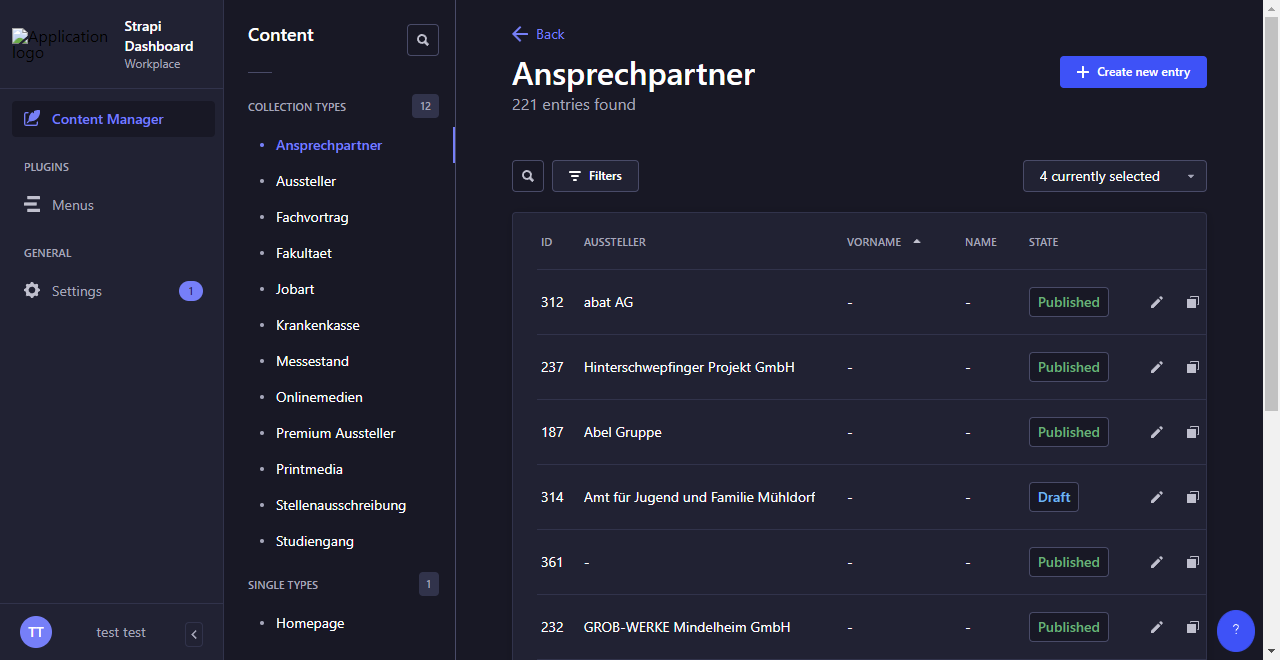 Application logo
Strapi Dashboard
Workplace
Content Manager
PLUGINS
Menus
GENERAL
Settings
1
TT
test test
Content
COLLECTION TYPES
12
Ansprechpartner
Aussteller
Fachvortrag
Fakultaet
Jobart
Krankenkasse
Messestand
Onlinemedien
Premium Aussteller
Printmedia
Stellenausschreibung
Studiengang
SINGLE TYPES
1
Homepage
Back
Ansprechpartner
221 entries found
Create new entry
Filters
4 currently selected
ID AUSSTELLER VORNAME NAME STATE
312 abat AG - - Published
237 Hinterschwepfinger Projekt GmbH - - Published
187 Abel Gruppe - - Published
314 Amt für Jugend und Familie Mühldorf - - Draft
361 - - - Published
232 GROB-WERKE Mindelheim GmbH - - Published
?